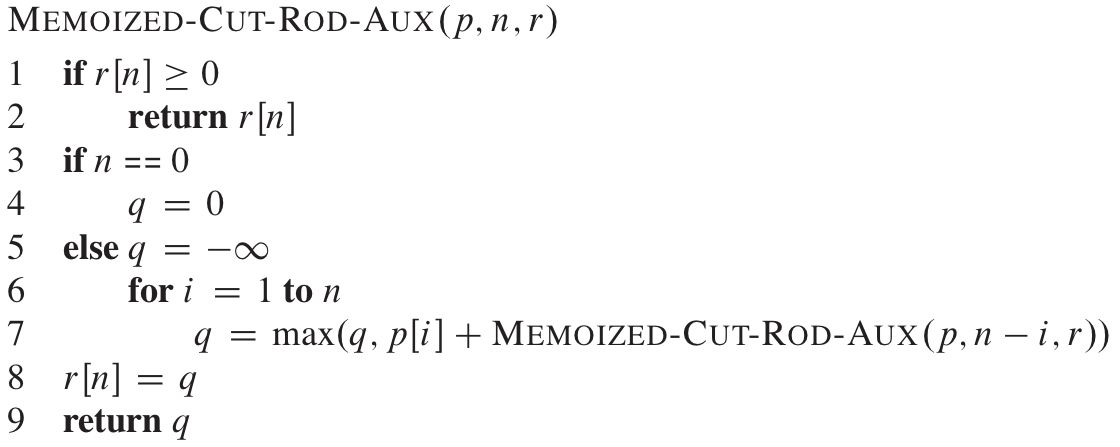 MEMOIZED-CUT-ROD-AUX(p, n, r)
1 if r[n] ≥ 0
2 return r[n]
3 if n == 0
4 q = 0
5 else q = −∞
6 for i = 1 to n
7 q = max(q, p[i] + MEMOIZED-CUT-ROD-AUX(p, n − i, r))
8 r[n] = q
9 return q